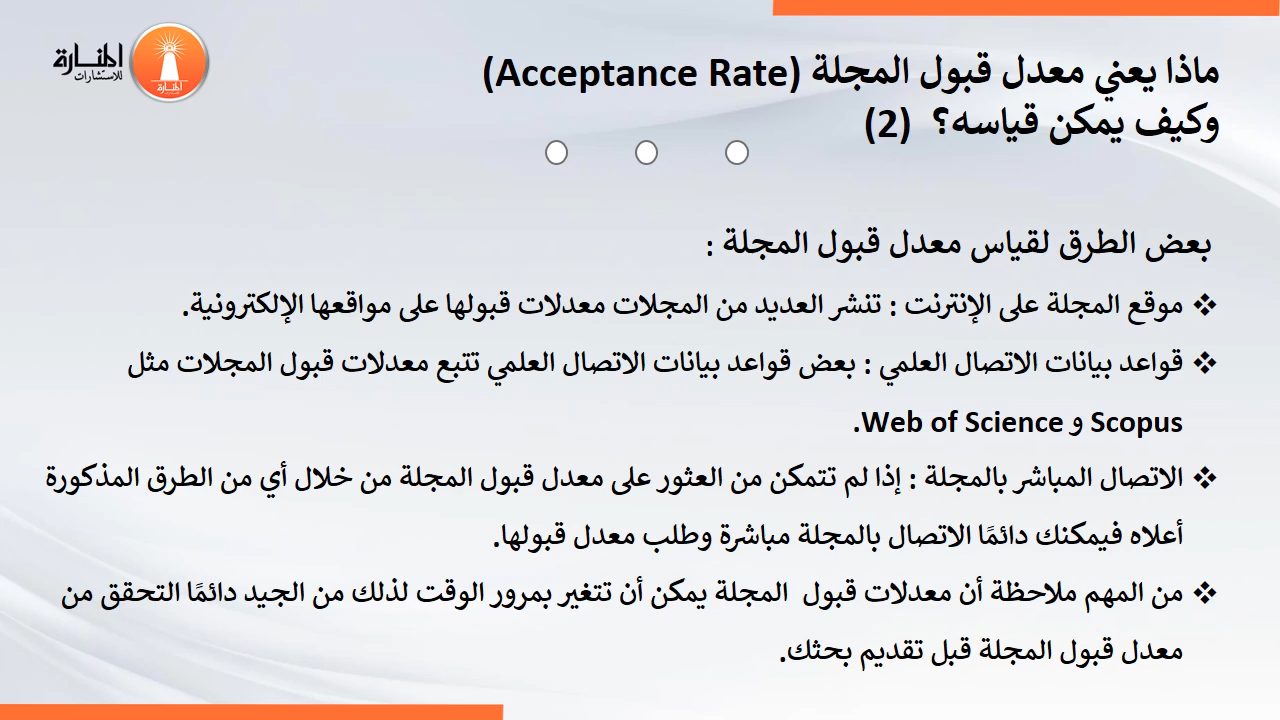 المنارة
للاستشارات
المنارة
ماذا يعني معدل قبول المجلة (Acceptance Rate)
وكيف يمكن قياسه؟ (2)
بعض الطرق لقياس معدل قبول المجلة :
❖ موقع المجلة على الإنترنت : تنشر العديد من المجلات معدلات قبولها على مواقعها الإلكترونية.
❖ قواعد بيانات الاتصال العلمي : بعض قواعد بيانات الاتصال العلمي تتبع معدلات قبول المجلات مثل
Scopus و Web of Science.
❖ الاتصال المباشر بالمجلة : إذا لم تتمكن من العثور على معدل قبول المجلة من خلال أي من الطرق المذكورة
أعلاه فيمكنك دائمًا الاتصال بالمجلة مباشرة وطلب معدل قبولها.
❖ من المهم ملاحظة أن معدلات قبول المجلة يمكن أن تتغير بمرور الوقت لذلك من الجيد دائمًا التحقق من
معدل قبول المجلة قبل تقديم بحثك.